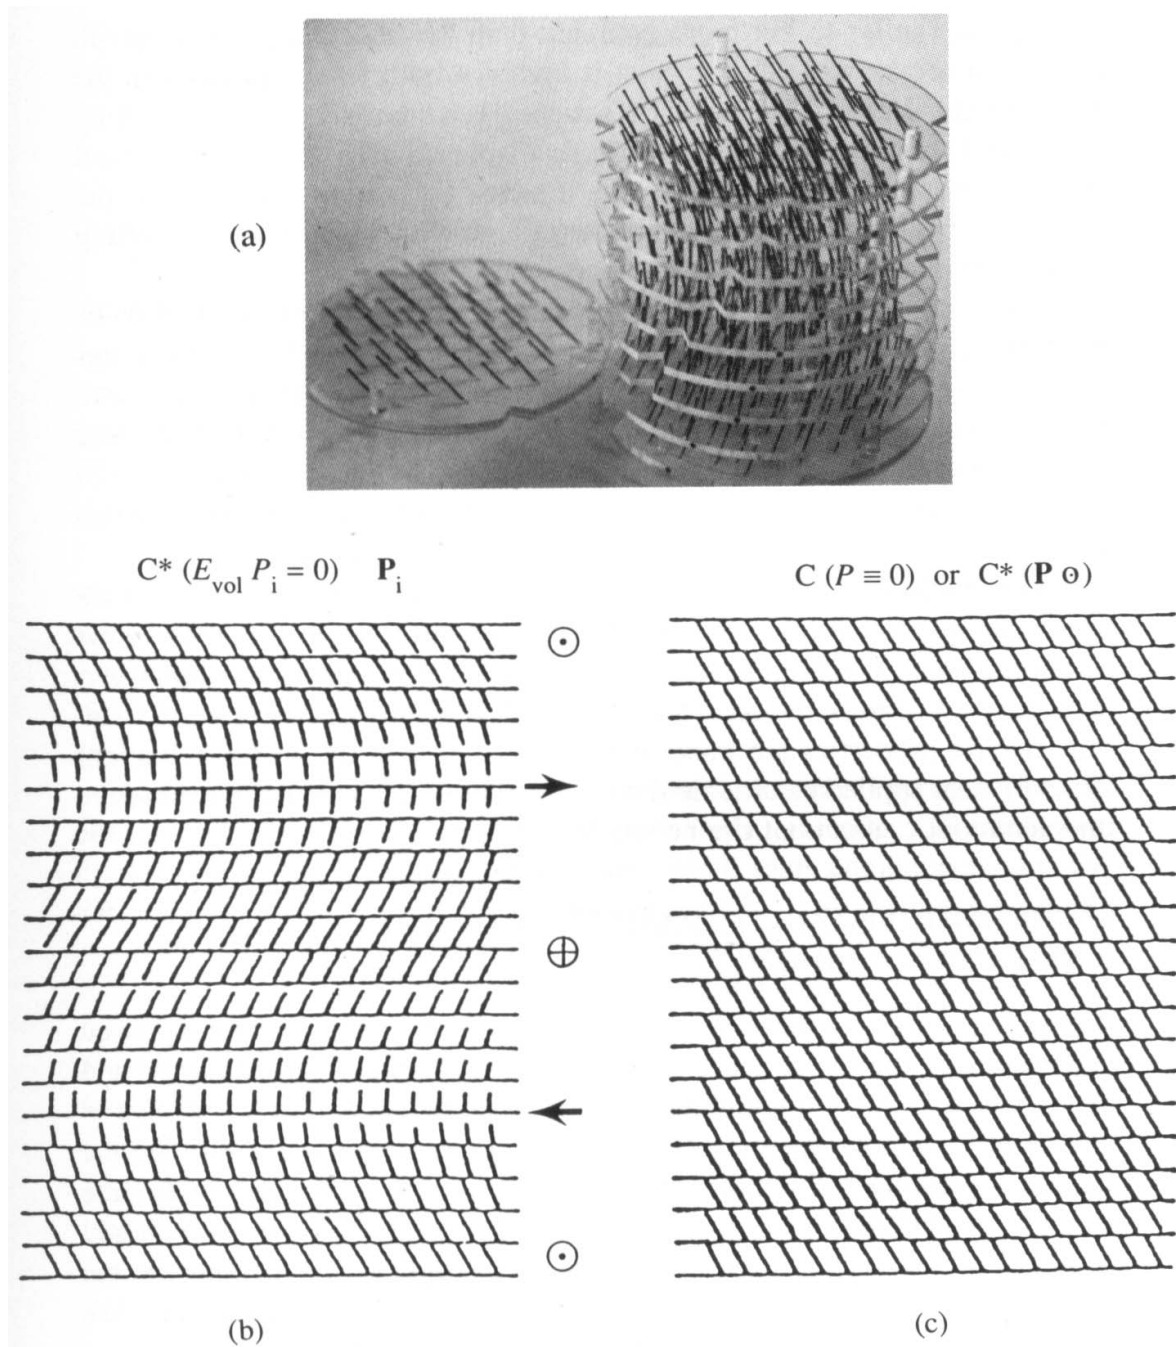 (a)
C* (E_vol P_i = 0) P_i
C (P ≡ 0) or C* (P ⊙)
(b)
(c)